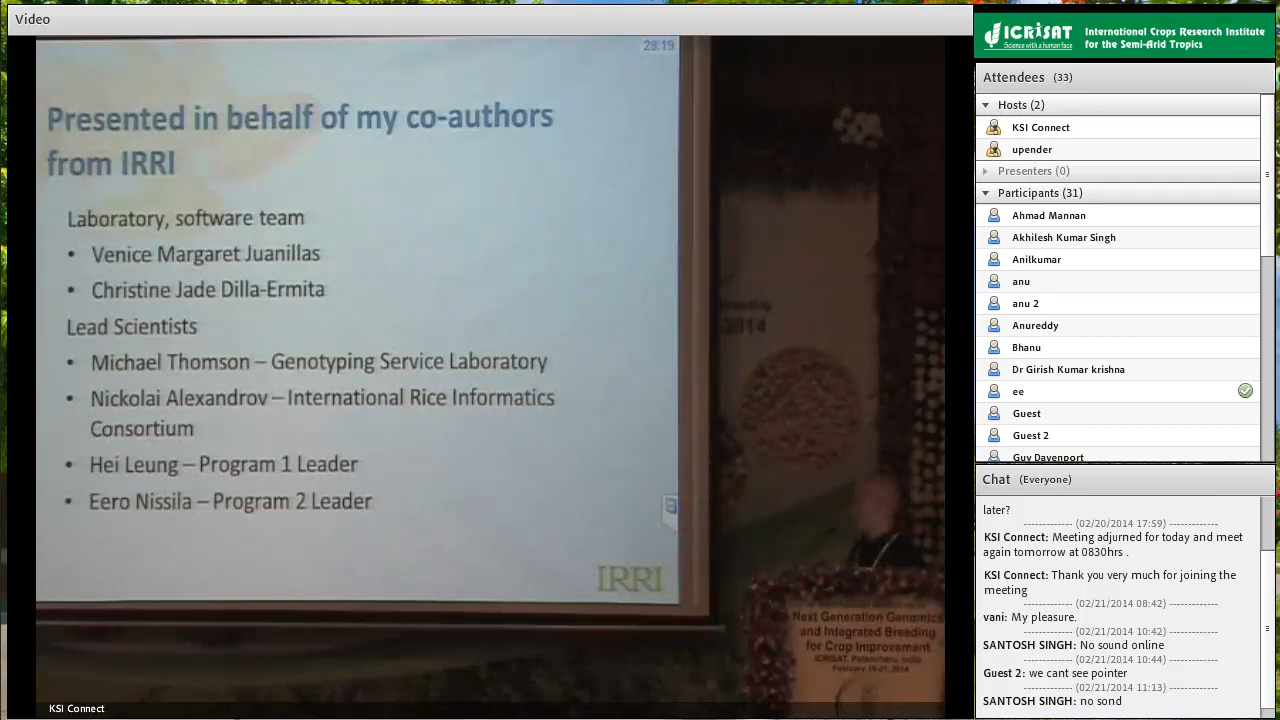 Video
28:19
Presented in behalf of my co-authors
from IRRI
Laboratory, software team
• Venice Margaret Juanillas
• Christine Jade Dilla-Ermita
Lead Scientists
• Michael Thomson – Genotyping Service Laboratory
• Nickolai Alexandrov – International Rice Informatics
Consortium
• Hei Leung – Program 1 Leader
• Eero Nissila – Program 2 Leader
IRRI
2014
Next Generation Genomics
and Integrated Breeding
for Crop Improvement
ICRISAT, Patancheru, India
February 19-21, 2014
KSI Connect
ICRISAT
Science with a human face
International Crops Research Institute
for the Semi-Arid Tropics
Attendees (33)
Hosts (2)
KSI Connect
upender
Presenters (0)
Participants (31)
Ahmad Mannan
Akhilesh Kumar Singh
Anilkumar
anu
anu 2
Anureddy
Bhanu
Dr Girish Kumar krishna
ee
Guest
Guest 2
Guy Davenport
Chat (Everyone)
later?
------------ (02/20/2014 17:59) ------------
KSI Connect: Meeting adjurned for today and meet
again tomorrow at 0830hrs .
KSI Connect: Thank you very much for joining the
meeting
------------ (02/21/2014 08:42) ------------
vani: My pleasure.
------------ (02/21/2014 10:42) ------------
SANTOSH SINGH: No sound online
------------ (02/21/2014 10:44) ------------
Guest 2: we cant see pointer
------------ (02/21/2014 11:13) ------------
SANTOSH SINGH: no sond